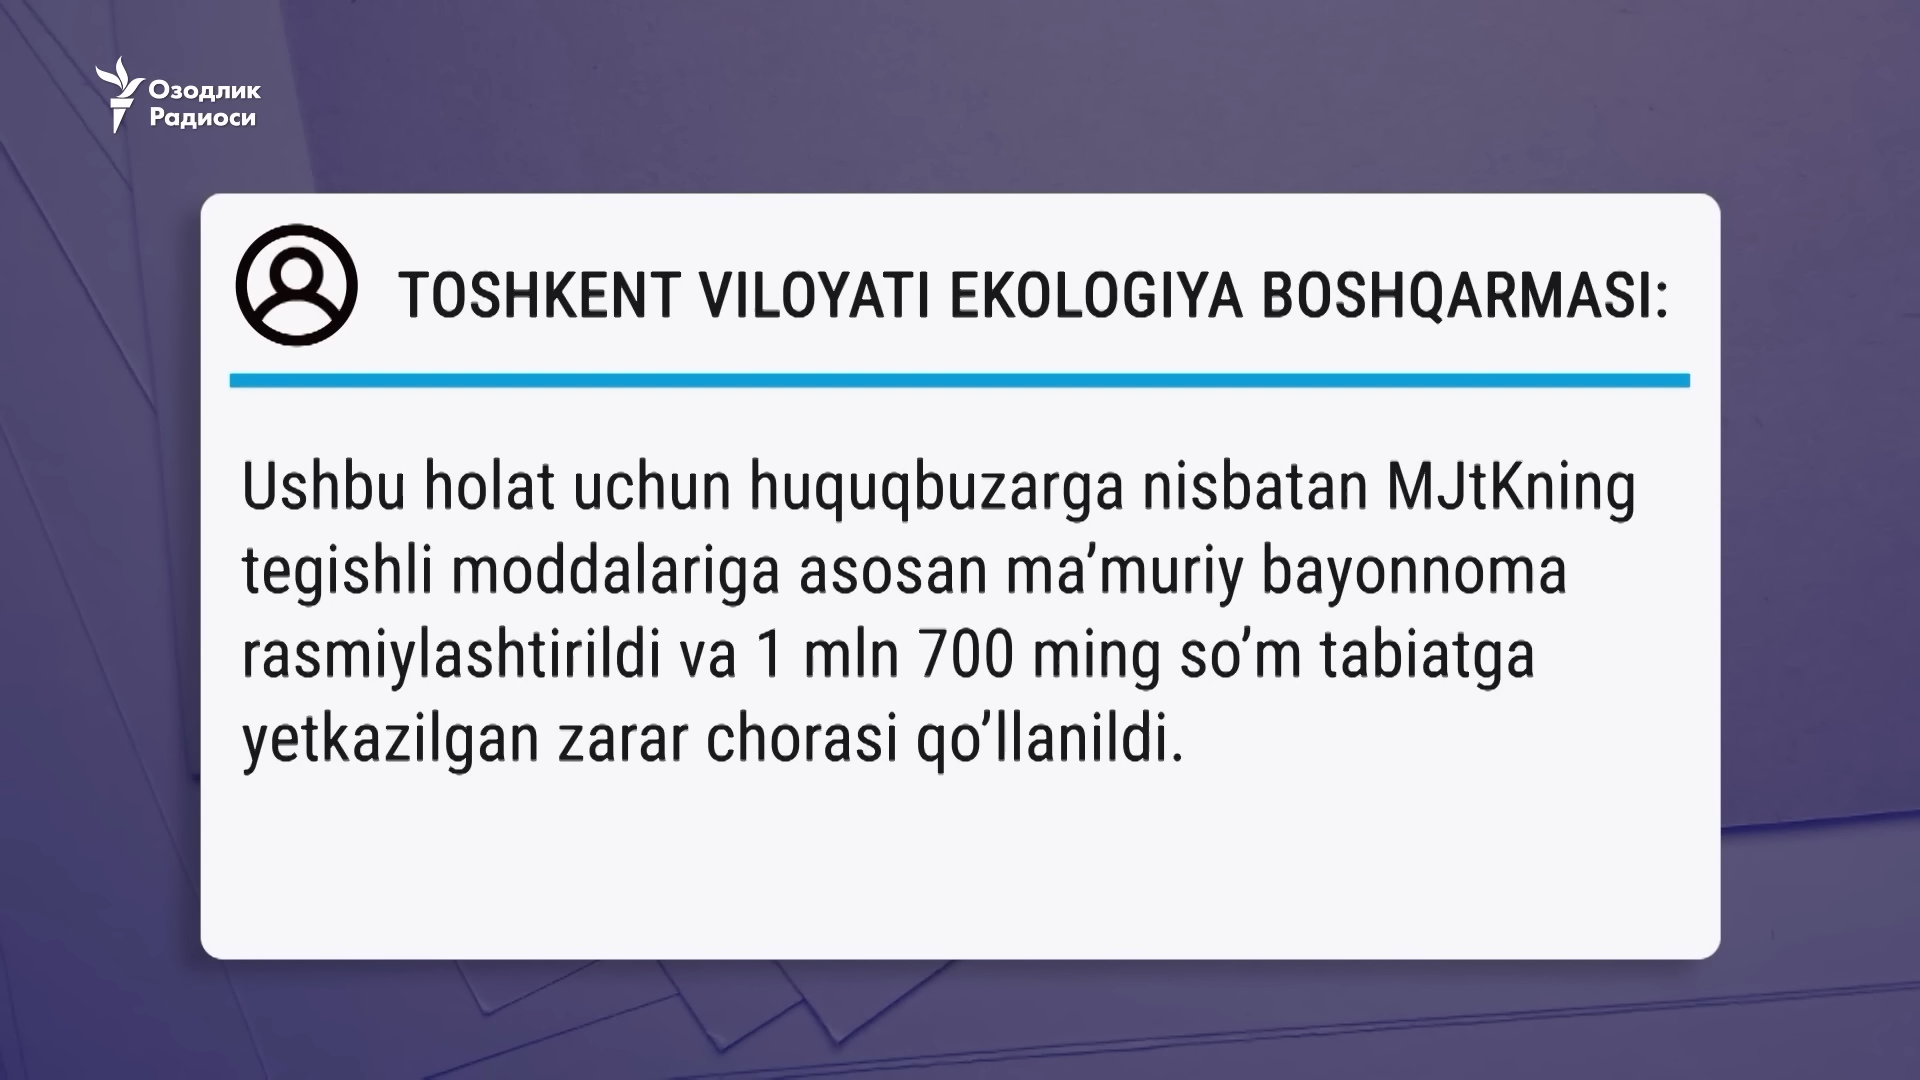 Озодлик
Радиоси
TOSHKENT VILOYATI EKOLOGIYA BOSHQARMASI:
Ushbu holat uchun huquqbuzarga nisbatan MJtKning
tegishli moddalariga asosan ma’muriy bayonnoma
rasmiylashtirildi va 1 mln 700 ming so’m tabiatga
yetkazilgan zarar chorasi qo’llanildi.